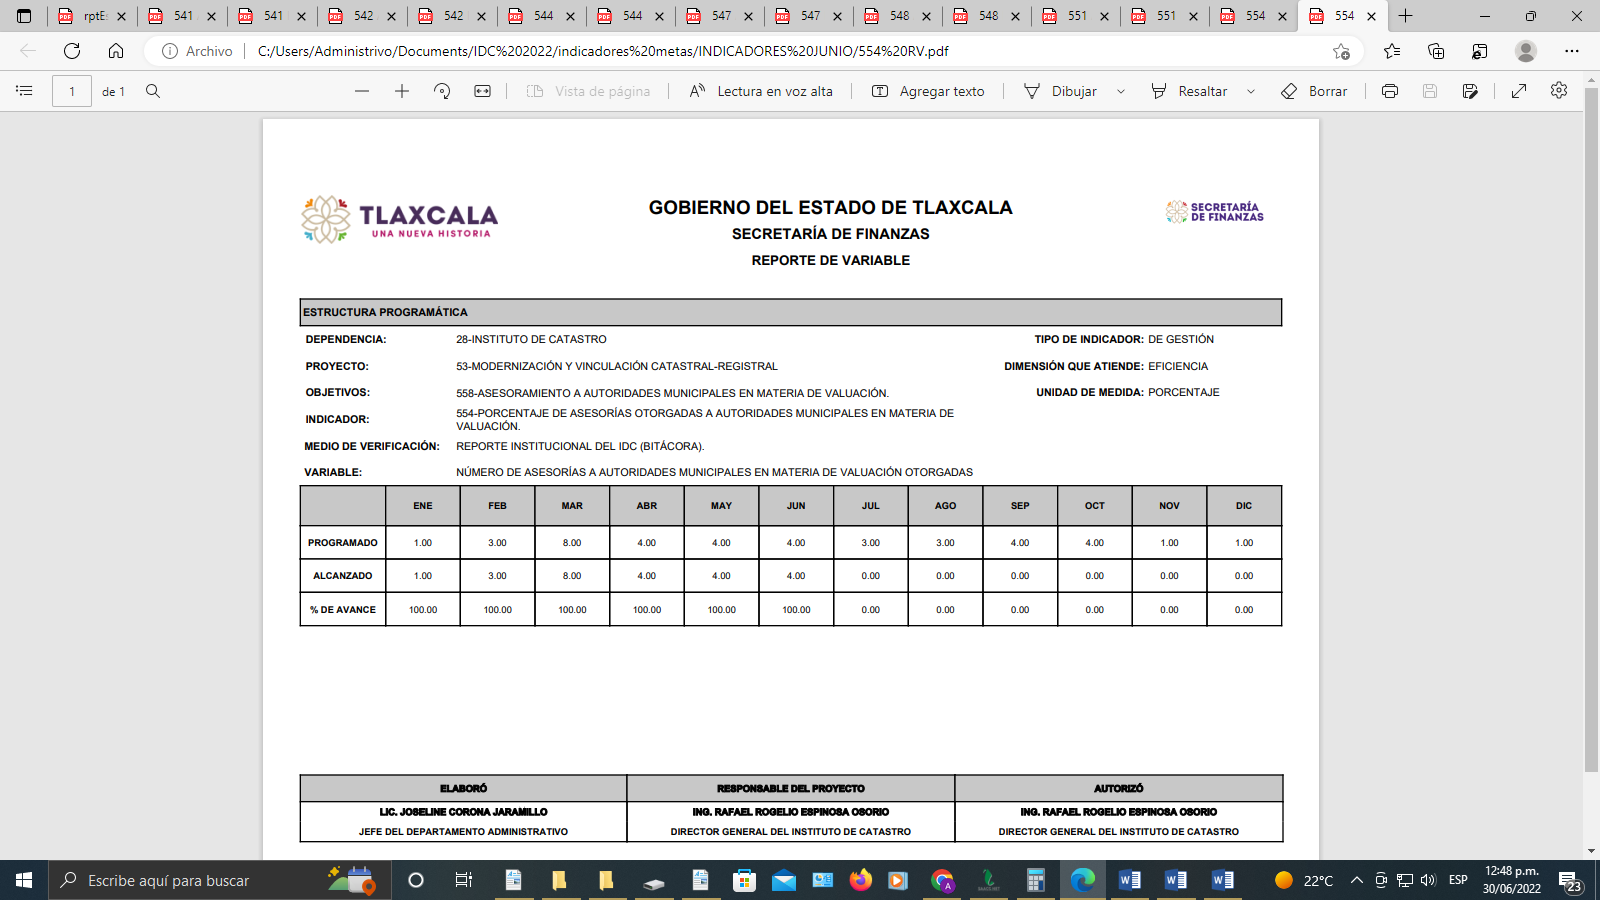 rptE:
541
541
542
542
544
544
547
547
548
548
551
551
554
554
Archivo
C:/Users/Administrivo/Documents/IDC%202022/indicadores%20metas/INDICADORES%20JUNIO/554%20RV.pdf
1 de 1
Vista de página
Lectura en voz alta
Agregar texto
Dibujar
Resaltar
Borrar
TLAXCALA
UNA NUEVA HISTORIA
GOBIERNO DEL ESTADO DE TLAXCALA
SECRETARÍA DE FINANZAS
REPORTE DE VARIABLE
SECRETARÍA
DE FINANZAS
ESTRUCTURA PROGRAMÁTICA
DEPENDENCIA: 28-INSTITUTO DE CATASTRO TIPO DE INDICADOR: DE GESTIÓN
PROYECTO: 53-MODERNIZACIÓN Y VINCULACIÓN CATASTRAL-REGISTRAL DIMENSIÓN QUE ATIENDE: EFICIENCIA
OBJETIVOS: 558-ASESORAMIENTO A AUTORIDADES MUNICIPALES EN MATERIA DE VALUACIÓN. UNIDAD DE MEDIDA: PORCENTAJE
INDICADOR: 554-PORCENTAJE DE ASESORÍAS OTORGADAS A AUTORIDADES MUNICIPALES EN MATERIA DE
VALUACIÓN.
MEDIO DE VERIFICACIÓN: REPORTE INSTITUCIONAL DEL IDC (BITÁCORA).
VARIABLE: NÚMERO DE ASESORÍAS A AUTORIDADES MUNICIPALES EN MATERIA DE VALUACIÓN OTORGADAS
ENE FEB MAR ABR MAY JUN JUL AGO SEP OCT NOV DIC
PROGRAMADO 1.00 3.00 8.00 4.00 4.00 4.00 3.00 3.00 4.00 4.00 1.00 1.00
ALCANZADO 1.00 3.00 8.00 4.00 4.00 4.00 0.00 0.00 0.00 0.00 0.00 0.00
% DE AVANCE 100.00 100.00 100.00 100.00 100.00 100.00 0.00 0.00 0.00 0.00 0.00 0.00
ELABORÓ RESPONSABLE DEL PROYECTO AUTORIZÓ
LIC. JOSELINE CORONA JARAMILLO ING. RAFAEL ROGELIO ESPINOSA OSORIO ING. RAFAEL ROGELIO ESPINOSA OSORIO
JEFE DEL DEPARTAMENTO ADMINISTRATIVO DIRECTOR GENERAL DEL INSTITUTO DE CATASTRO DIRECTOR GENERAL DEL INSTITUTO DE CATASTRO
Escribe aquí para buscar
22°C
ESP
12:48 p.m.
30/06/2022
23